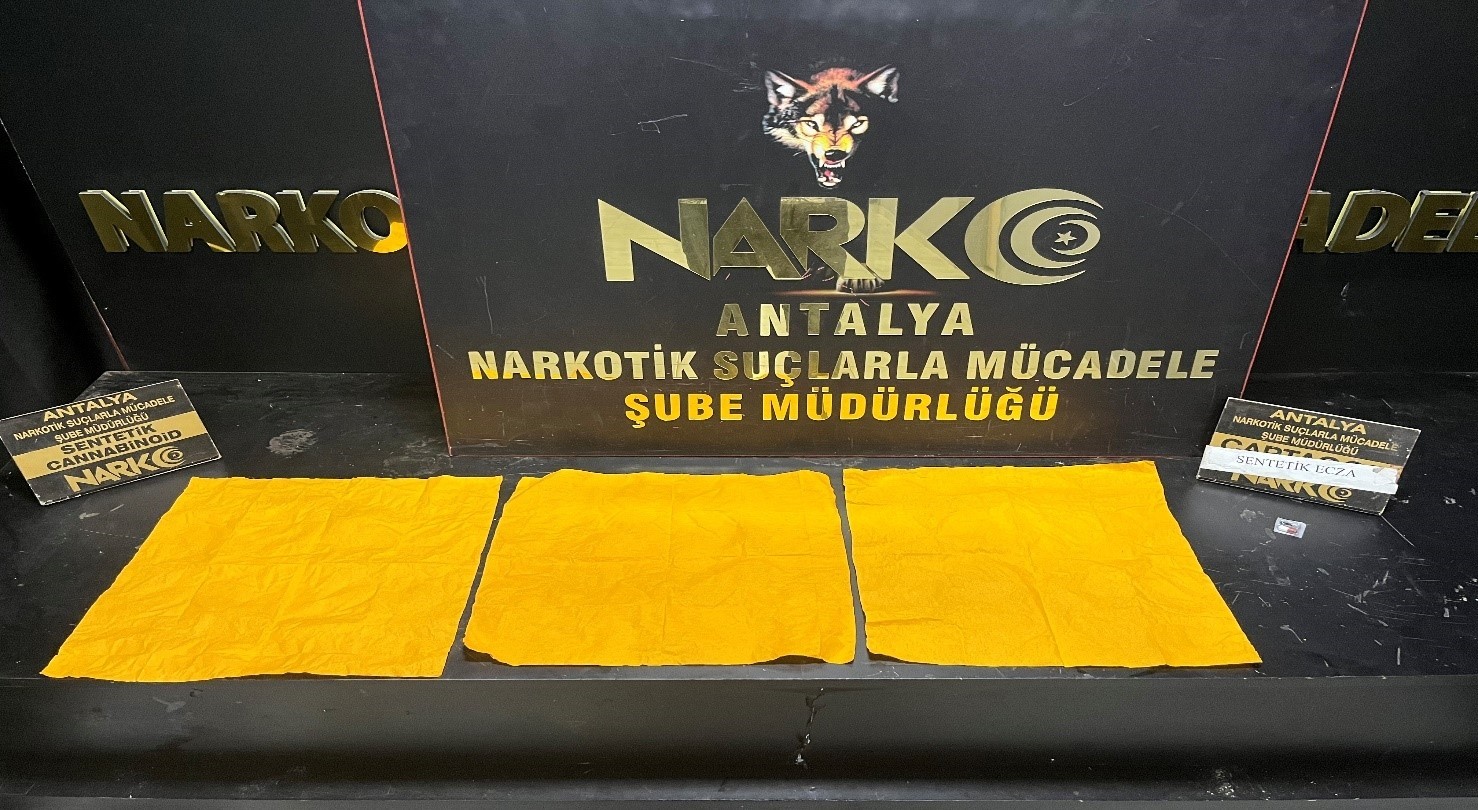 NARKO
NARKO
ANTALYA
NARKOTİK SUÇLARLA MÜCADELE
ŞUBE MÜDÜRLÜĞÜ
ADEL
ANTALYA
NARKOTİK SUÇLARLA MÜCADELE
ŞUBE MÜDÜRLÜĞÜ
SENTETİK
CANNABINOID
NARKO
ANTALYA
NARKOTİK SUÇLARLA MÜCADELE
ŞUBE MÜDÜRLÜĞÜ
SENTETİK ECZA
NARKO